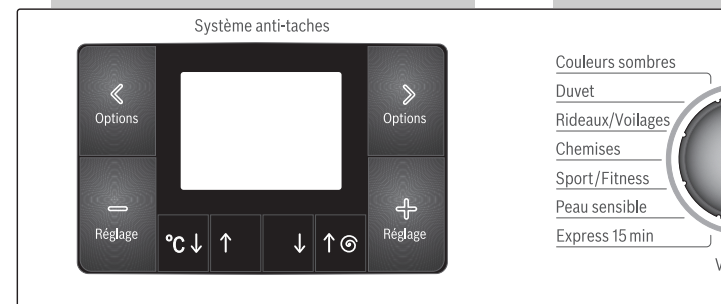 Système anti-taches
Options
Options
Réglage
Réglage
°C
Couleurs sombres
Duvet
Rideaux/Voilages
Chemises
Sport/Fitness
Peau sensible
Express 15 min
V